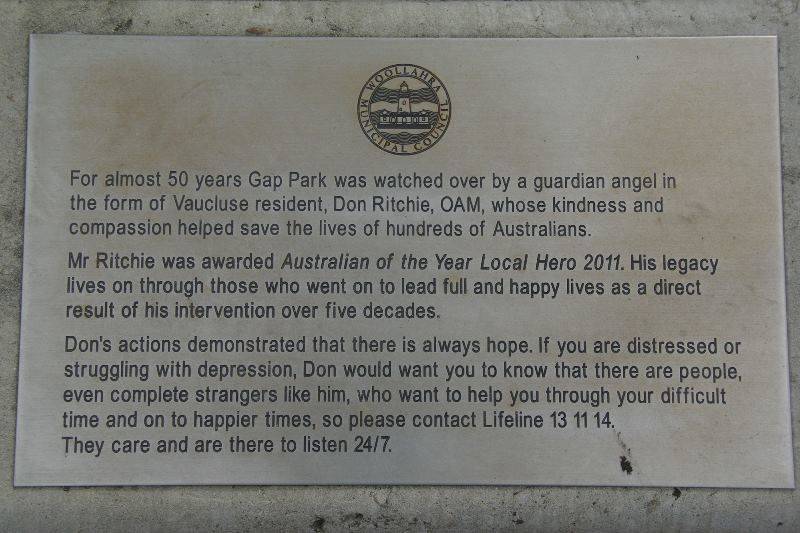 WOOLLAHRA
MUNICIPAL COUNCIL
For almost 50 years Gap Park was watched over by a guardian angel in
the form of Vaucluse resident, Don Ritchie, OAM, whose kindness and
compassion helped save the lives of hundreds of Australians.
Mr Ritchie was awarded Australian of the Year Local Hero 2011. His legacy
lives on through those who went on to lead full and happy lives as a direct
result of his intervention over five decades.
Don's actions demonstrated that there is always hope. If you are distressed or
struggling with depression, Don would want you to know that there are people,
even complete strangers like him, who want to help you through your difficult
time and on to happier times, so please contact Lifeline 13 11 14.
They care and are there to listen 24/7.